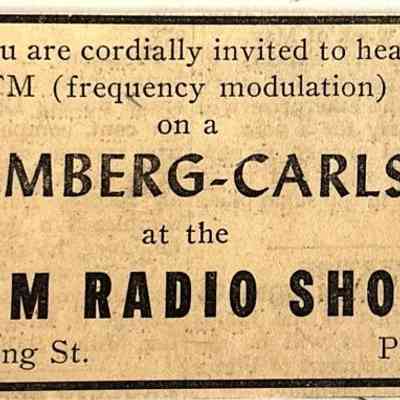 u are cordially invited to hea
FM (frequency modulation)
on a
MBERG-CARLS
at the
M RADIO SHO
ng St. P